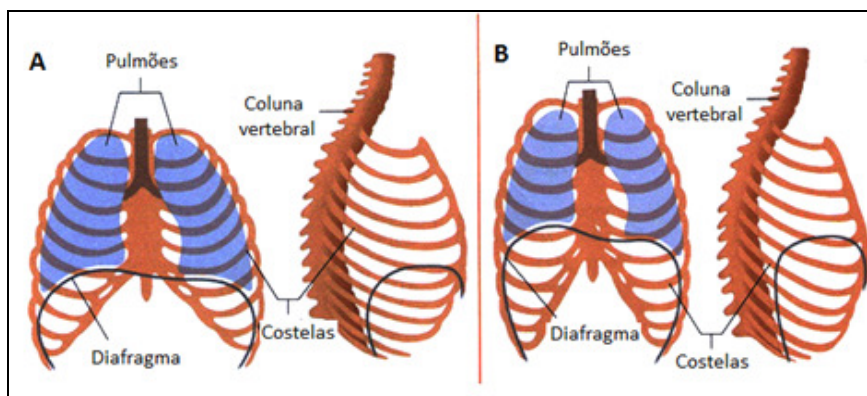 A
Pulmões
Coluna
vertebral
Diafragma
Costelas
B
Pulmões
Coluna
vertebral
Diafragma
Costelas